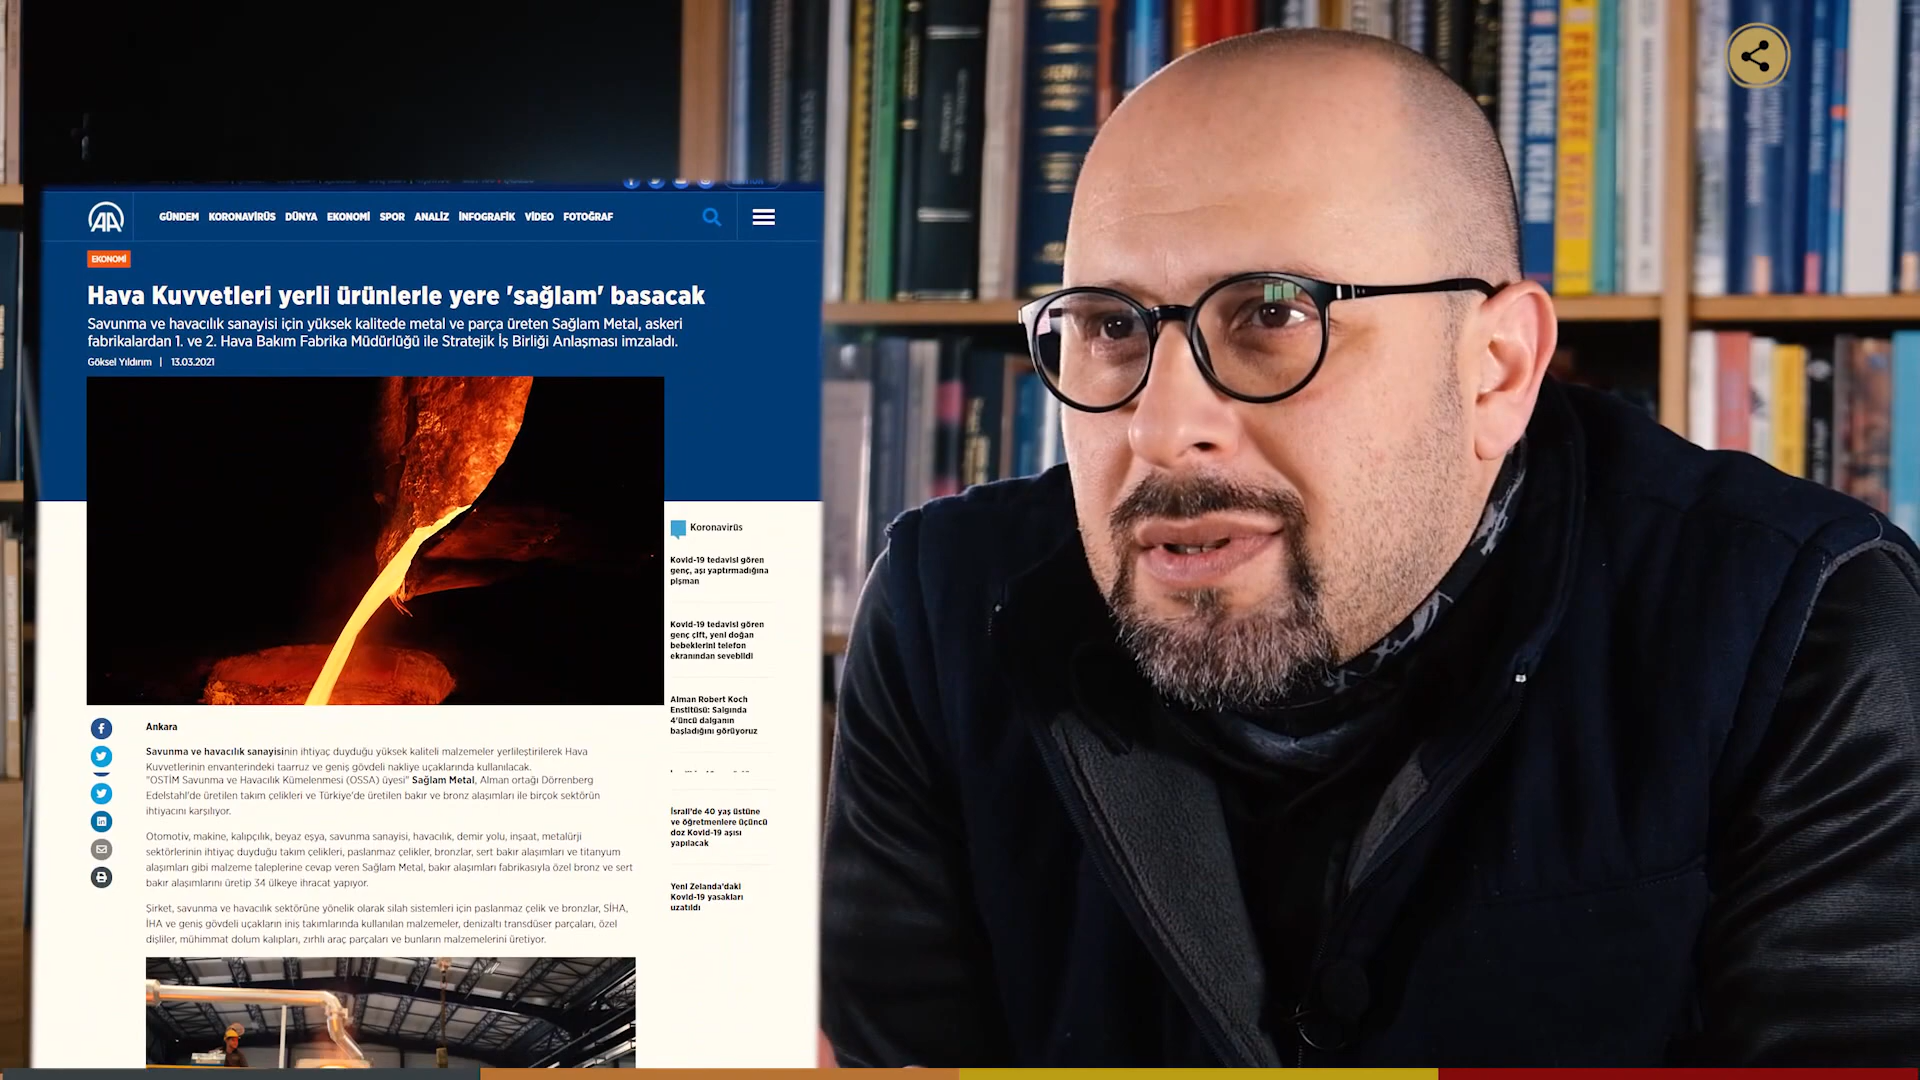 AA
GÜNDEM KORONAVİRÜS DÜNYA EKONOMİ SPOR ANALİZ İNFOGRAFİK VİDEO FOTOĞRAF
EKONOMİ
Hava Kuvvetleri yerli ürünlerle yere 'sağlam' basacak
Savunma ve havacılık sanayisi için yüksek kalitede metal ve parça üreten Sağlam Metal, askeri
fabrikalardan 1. ve 2. Hava Bakım Fabrika Müdürlüğü ile Stratejik İş Birliği Anlaşması imzaladı.
Göksel Yıldırım | 13.03.2021
Ankara
Savunma ve havacılık sanayisinin ihtiyaç duyduğu yüksek kaliteli malzemeler yerlileştirilerek Hava
Kuvvetlerinin envanterindeki taarruz ve geniş gövdeli nakliye uçaklarında kullanılacak.
"OSTİM Savunma ve Havacılık Kümelenmesi (OSSA) üyesi" Sağlam Metal, Alman ortağı Dörrenberg
Edelstahl'de üretilen takım çelikleri ve Türkiye'de üretilen bakır ve bronz alaşımları ile birçok sektörün
ihtiyacını karşılıyor.
Otomotiv, makine, kalıpçılık, beyaz eşya, savunma sanayisi, havacılık, demir yolu, inşaat, metalürji
sektörlerinin ihtiyaç duyduğu takım çelikleri, paslanmaz çelikler, bronzlar, sert bakır alaşımları ve titanyum
alaşımları gibi malzeme taleplerine cevap veren Sağlam Metal, bakır alaşımları fabrikasıyla özel bronz ve sert
bakır alaşımlarını üretip 34 ülkeye ihracat yapıyor.
Şirket, savunma ve havacılık sektörüne yönelik olarak silah sistemleri için paslanmaz çelik ve bronzlar, SİHA,
İHA ve geniş gövdeli uçakların iniş takımlarında kullanılan malzemeler, denizaltı transdüser parçaları, özel
dişliler, mühimmat dolum kalıpları, zırhlı araç parçaları ve bunların malzemelerini üretiyor.
Koronavirüs
Kovid-19 tedavisi gören
genç, aşı yaptırmadığına
pişman
Kovid-19 tedavisi gören
genç çift, yeni doğan
bebeklerini telefon
ekranından sevebildi
Alman Robert Koch
Enstitüsü: Salgında
4'üncü dalganın
başladığını görüyoruz
İsrail'de 40 yaş üstüne
ve öğretmenlere üçüncü
doz Kovid-19 aşısı
yapılacak
Yeni Zelanda'daki
Kovid-19 yasakları
uzatıldı
İŞLETME KİTABI
FELSEFE KİTABI